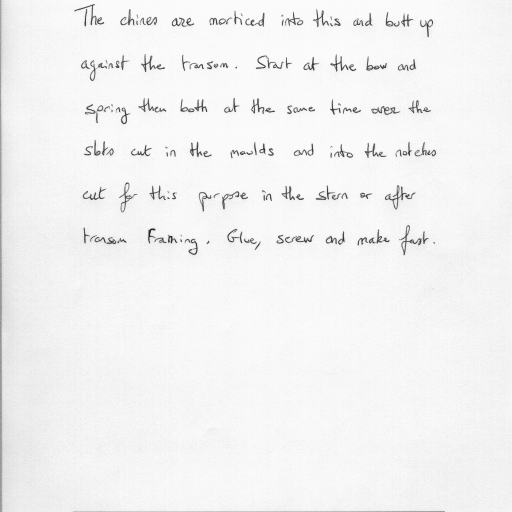 The chines are morticed into this and butt up
against the transom. Start at the bow and
spring them both at the same time over the
slots cut in the moulds and into the notches
cut for this purpose in the stern or after
transom framing. Glue, screw and make fast.